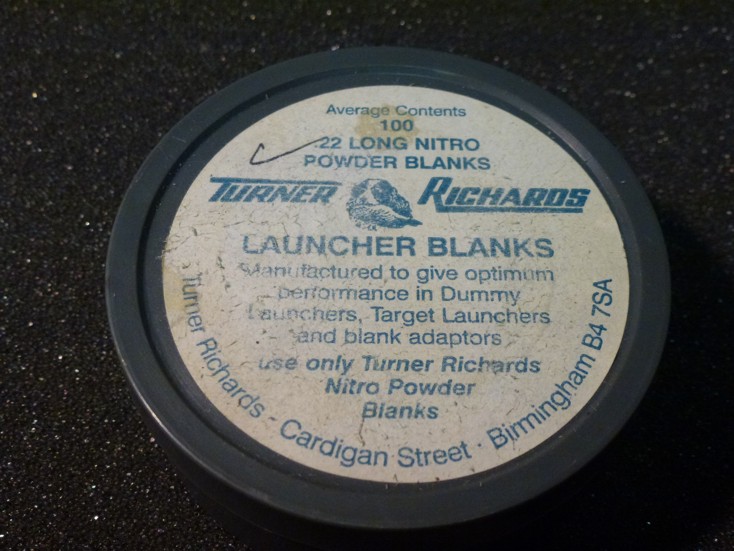 Average Contents
100
.22 LONG NITRO
POWDER BLANKS
TURNER RICHARDS
LAUNCHER BLANKS
Manufactured to give optimum
performance in Dummy
Launchers, Target Launchers
and blank adaptors
use only Turner Richards
Nitro Powder
Blanks
Turner Richards - Cardigan Street · Birmingham B4 7SA